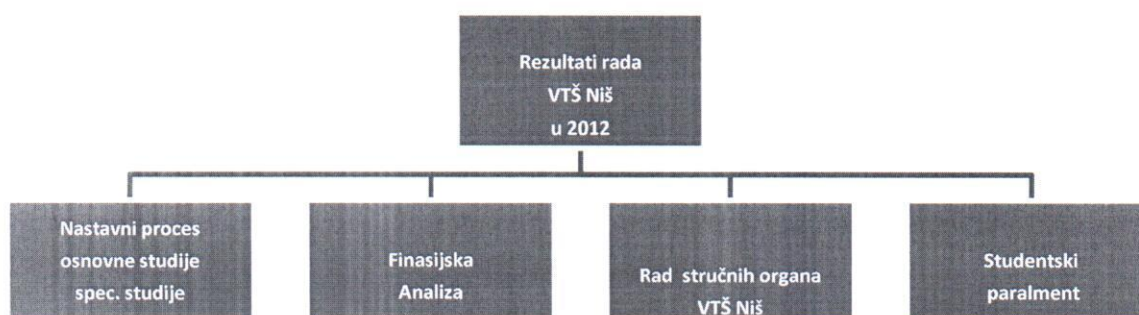 Rezultati rada
VTŠ Niš
u 2012
Nastavni proces
osnovne studije
spec. studije
Finasijska
Analiza
Rad stručnih organa
VTŠ Niš
Studentski
paralment